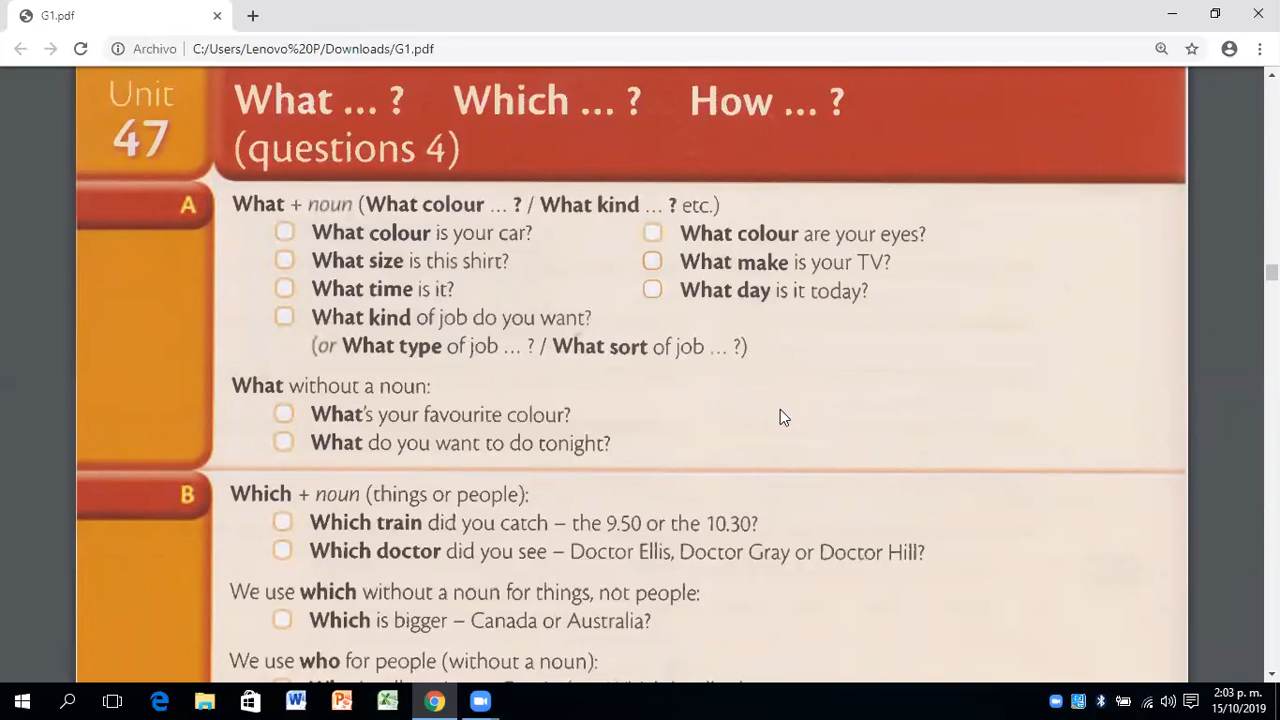 G1.pdf
Archivo
C:/Users/Lenovo%20P/Downloads/G1.pdf
Unit
47
What ... ? Which ... ? How ... ?
(questions 4)
A
What + noun (What colour ... ? / What kind ... ? etc.)
What colour is your car?
What colour are your eyes?
What size is this shirt?
What make is your TV?
What time is it?
What day is it today?
What kind of job do you want?
(or What type of job ... ? / What sort of job ... ?)
What without a noun:
What's your favourite colour?
What do you want to do tonight?
B
Which + noun (things or people):
Which train did you catch – the 9.50 or the 10.30?
Which doctor did you see – Doctor Ellis, Doctor Gray or Doctor Hill?
We use which without a noun for things, not people:
Which is bigger – Canada or Australia?
We use who for people (without a noun):
2:03 p. m.
15/10/2019